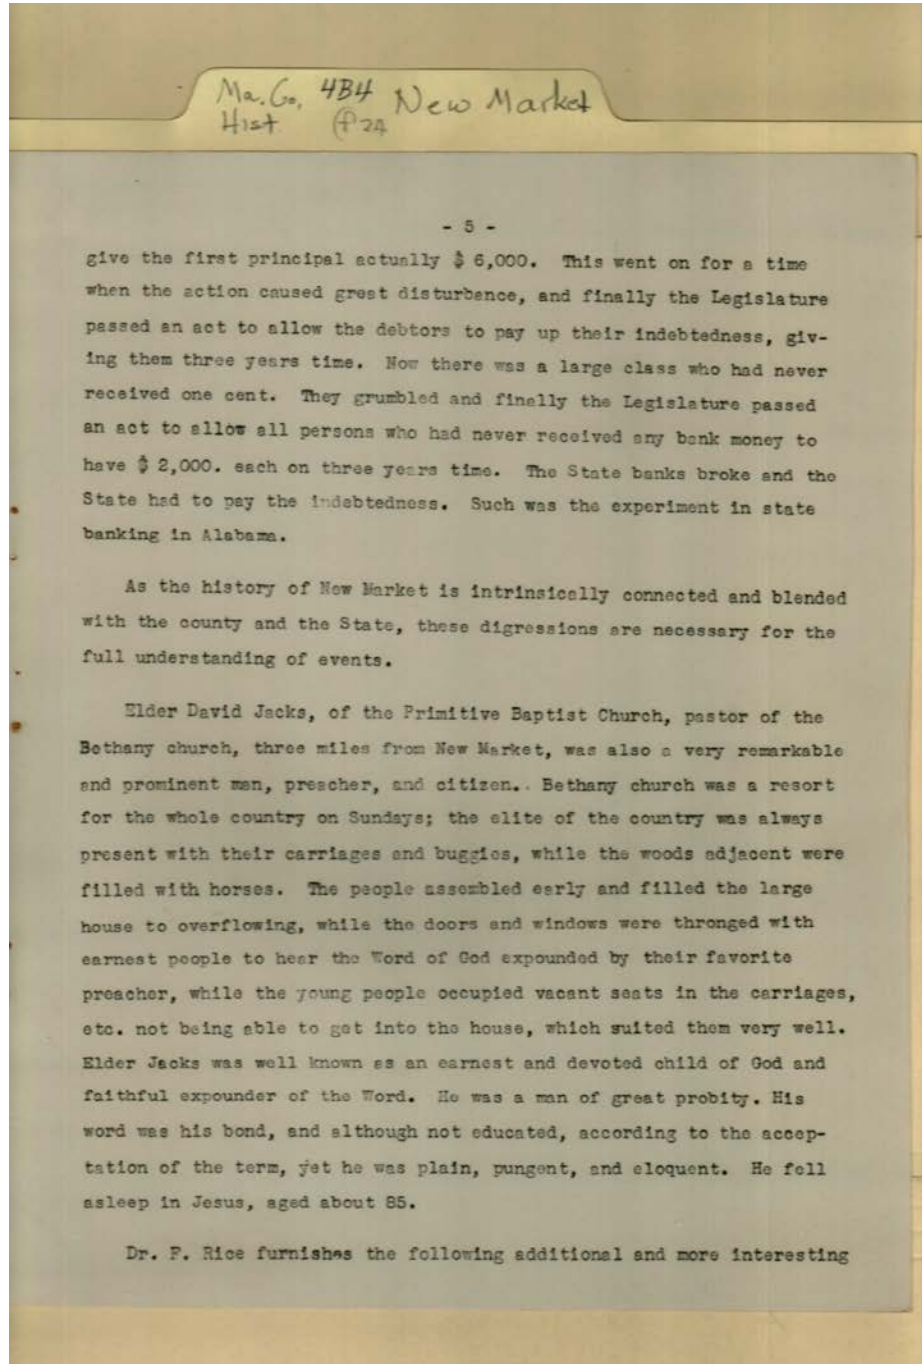 Ma. Co. 4B4 New Market
Hist f 24
- 5 -
give the first principal actually $ 6,000. This went on for a time
when the action caused great disturbance, and finally the Legislature
passed an act to allow the debtors to pay up their indebtedness, giv-
ing them three years time. Now there was a large class who had never
received one cent. They grumbled and finally the Legislature passed
an act to allow all persons who had never received any bank money to
have $ 2,000. each on three years time. The State banks broke and the
State had to pay the indebtedness. Such was the experiment in state
banking in Alabama.
As the history of New Market is intrinsically connected and blended
with the county and the State, these digressions are necessary for the
full understanding of events.
Elder David Jacks, of the Primitive Baptist Church, pastor of the
Bethany church, three miles from New Market, was also a very remarkable
and prominent man, preacher, and citizen.. Bethany church was a resort
for the whole country on Sundays; the elite of the country was always
present with their carriages and buggies, while the woods adjacent were
filled with horses. The people assembled early and filled the large
house to overflowing, while the doors and windows were thronged with
earnest people to hear the Word of God expounded by their favorite
preacher, while the young people occupied vacant seats in the carriages,
etc. not being able to get into the house, which suited them very well.
Elder Jacks was well known as an earnest and devoted child of God and
faithful expounder of the Word. He was a man of great probity. His
word was his bond, and although not educated, according to the accep-
tation of the term, yet he was plain, pungent, and eloquent. He fell
asleep in Jesus, aged about 85.
Dr. F. Rice furnishes the following additional and more interesting